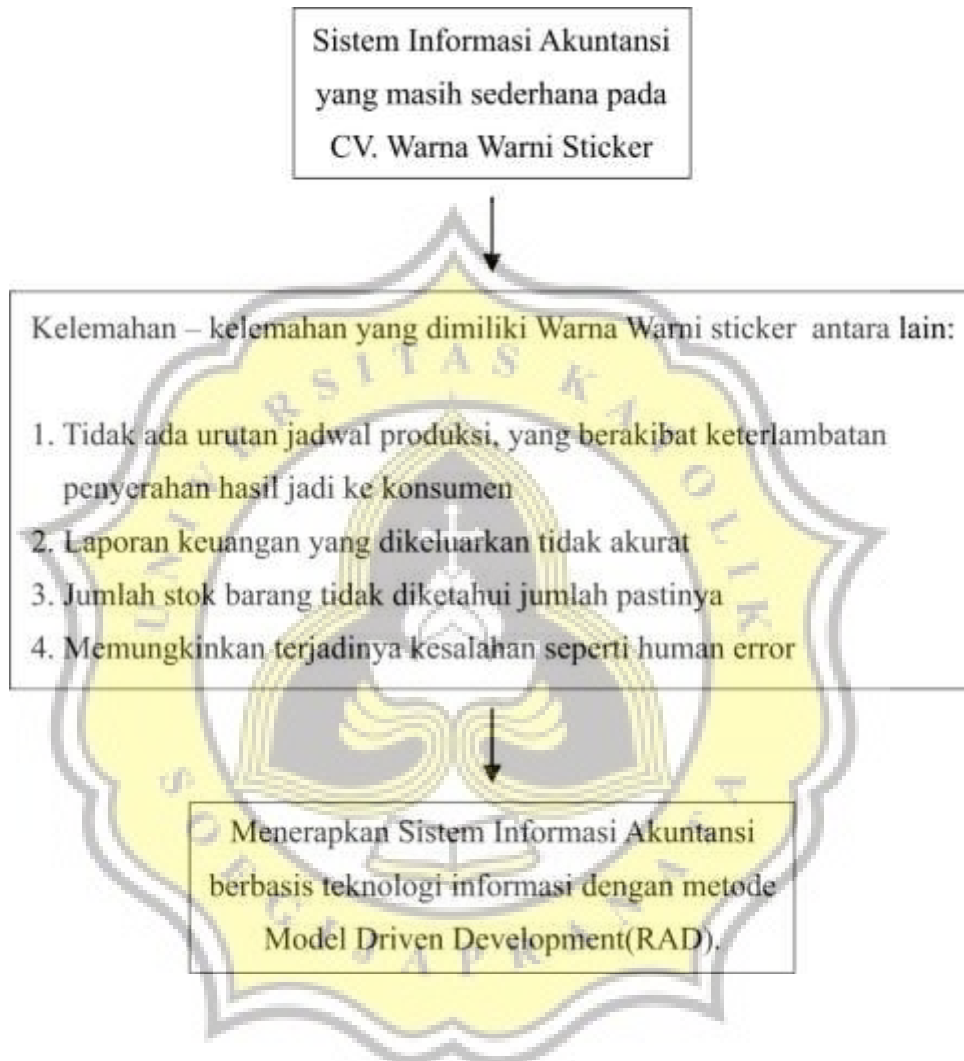 Sistem Informasi Akuntansi
yang masih sederhana pada
CV. Warna Warni Sticker
Kelemahan – kelemahan yang dimiliki Warna Warni sticker antara lain:
1. Tidak ada urutan jadwal produksi, yang berakibat keterlambatan
penyerahan hasil jadi ke konsumen
2. Laporan keuangan yang dikeluarkan tidak akurat
3. Jumlah stok barang tidak diketahui jumlah pastinya
4. Memungkinkan terjadinya kesalahan seperti human error
Menerapkan Sistem Informasi Akuntansi
berbasis teknologi informasi dengan metode
Model Driven Development(RAD).
UNIVERSITAS KATOLIK
SOEGIJAPRANATA